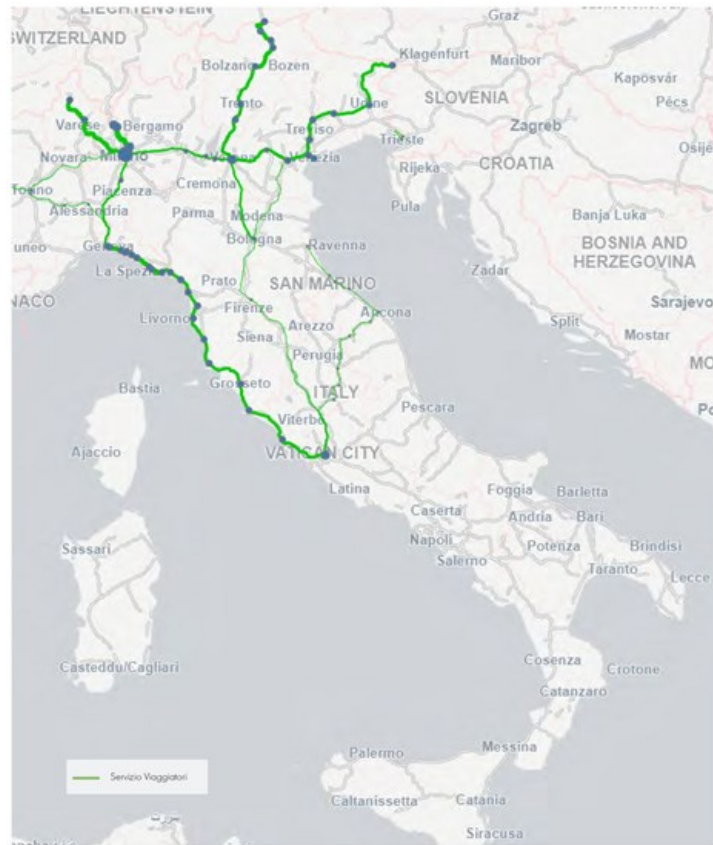 LIECHTENSTEIN
Graz
SWITZERLAND
Klagenfurt
Maribor
Bolzano Bozen
Kaposvár
Trento
SLOVENIA
Pécs
Varese
Bergamo
Udine
Treviso
Zagreb
Novara
Milano
Verona
Venezia
Trieste
Rijeka
CROATIA
Torino
Piacenza
Cremona
Alessandria
Parma
Modena
Pula
Banja Luka
Genova
Bologna
Ravenna
BOSNIA AND
HERZEGOVINA
La Spezia
Prato
SAN MARINO
Zadar
Livorno
Firenze
Ancona
Split
Sarajevo
Siena
Arezzo
Mostar
Perugia
Bastia
Grosseto
ITALY
Pescara
Viterbo
Ajaccio
VATICAN CITY
Latina
Foggia
Barletta
Caserta
Andria
Bari
Sassari
Napoli
Potenza
Brindisi
Salerno
Taranto
Lecce
Casteddu/Cagliari
Cosenza
Crotone
Catanzaro
Palermo
Messina
Servizio Viaggiatori
Caltanissetta
Catania
Siracusa